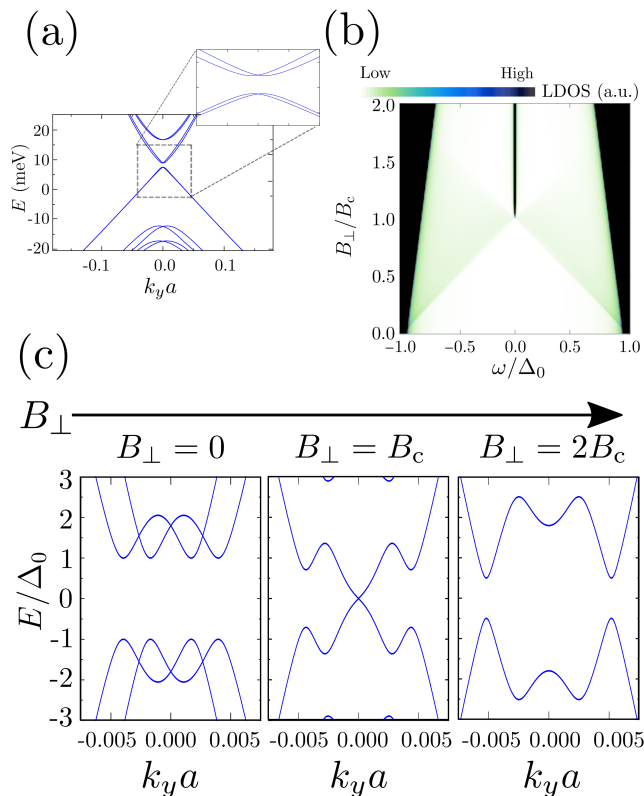 (a)
E (meV)
20
10
0
-10
-20
-0.1
0.0
0.1
k_y a
(b)
Low
High
LDOS (a.u.)
B_⊥/B_c
2.0
1.5
1.0
0.5
0.0
−1.0
−0.5
0.0
0.5
1.0
ω/Δ_0
(c)
B_⊥
B_⊥ = 0
B_⊥ = B_c
B_⊥ = 2B_c
E/Δ_0
3
2
1
0
-1
-2
-3
-0.005
0.000
0.005
-0.005
0.000
0.005
-0.005
0.000
0.005
k_y a
k_y a
k_y a